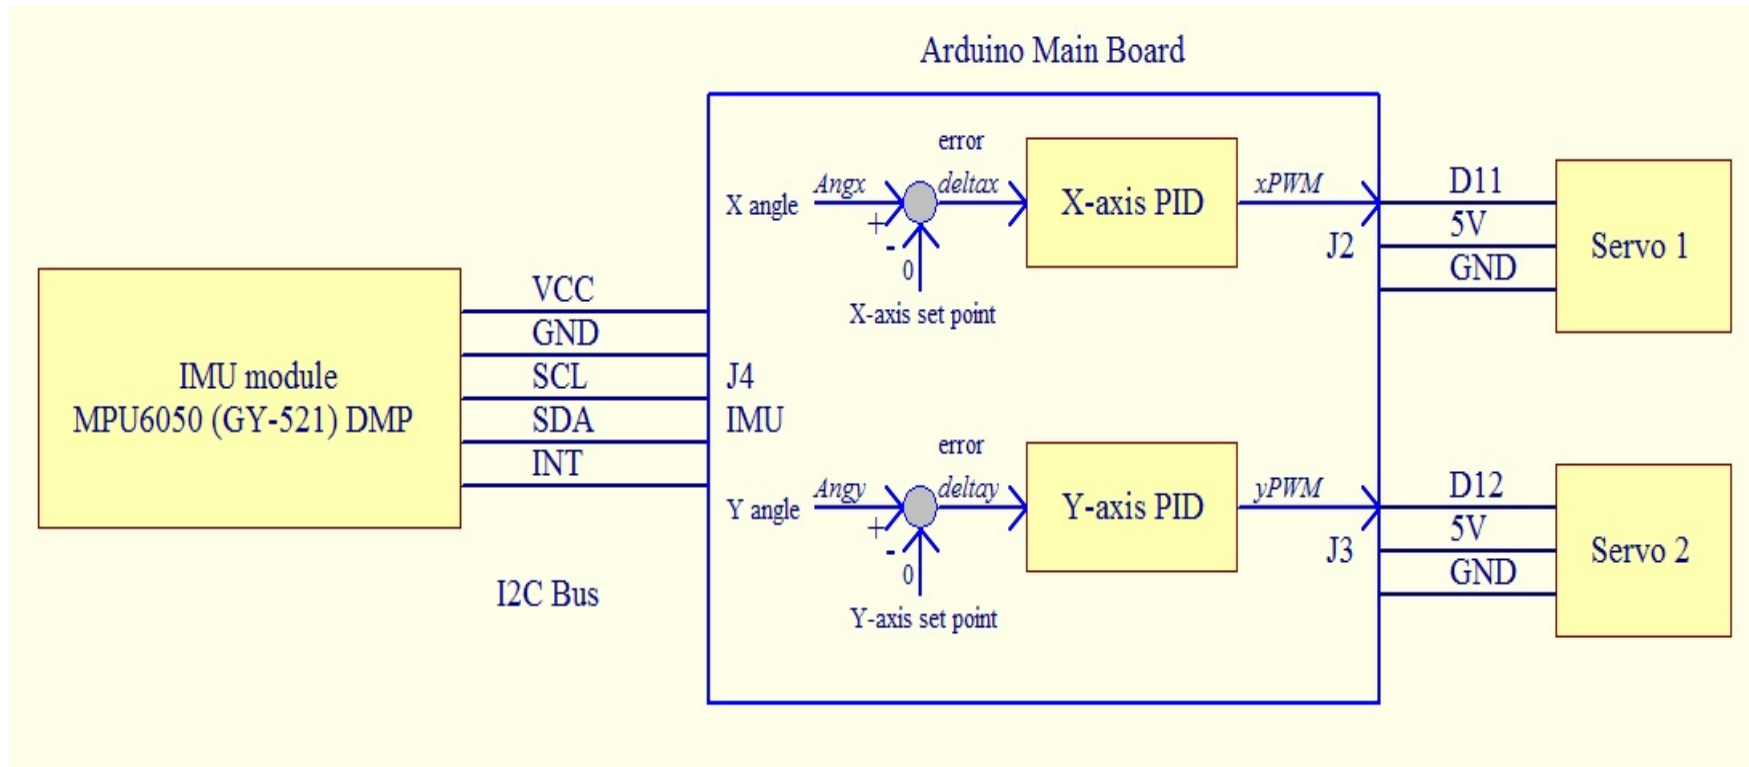 Arduino Main Board
IMU module
MPU6050 (GY-521) DMP
VCC
GND
SCL
SDA
INT
I2C Bus
J4
IMU
X angle
Angx
+
-
0
X-axis set point
error
deltax
X-axis PID
xPWM
J2
D11
5V
GND
Servo 1
Y angle
Angy
+
-
0
Y-axis set point
error
deltay
Y-axis PID
yPWM
J3
D12
5V
GND
Servo 2